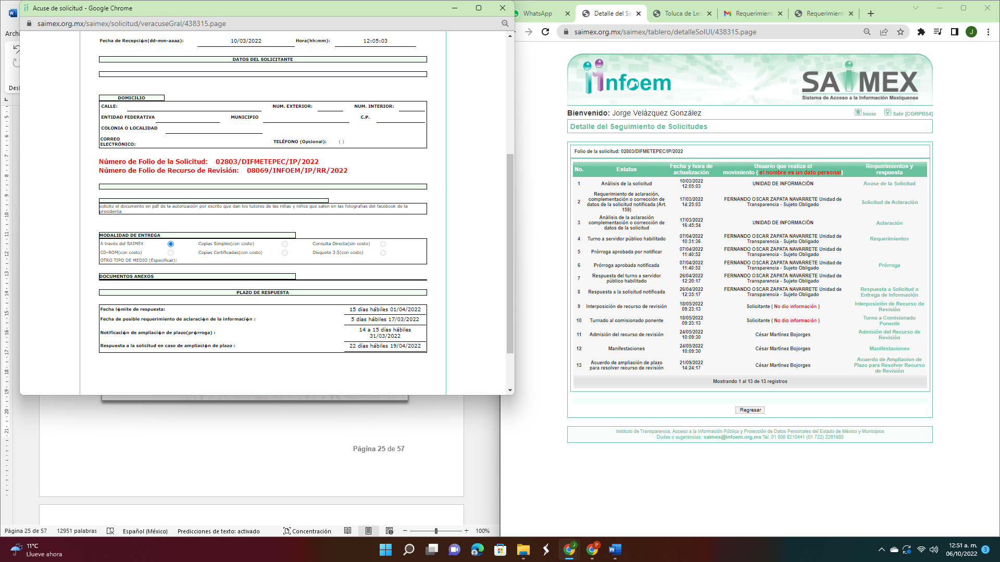 Acuse de solicitud - Google Chrome
saimex.org.mx/saimex/solicitud/veracuseGral/438315.page
Fecha de Recepci�n(dd-mm-aaaa): 10/03/2022 Hora(hh:mm): 12:05:03
DATOS DEL SOLICITANTE
DOMICILIO
CALLE: NUM. EXTERIOR: NUM. INTERIOR:
ENTIDAD FEDERATIVA MUNICIPIO C.P.
COLONIA O LOCALIDAD
CORREO
ELECTRÓNICO: TELÉFONO (Opcional): ( )
Número de Folio de la Solicitud: 02803/DIFMETEPEC/IP/2022
Número de Folio de Recurso de Revisión: 08069/INFOEM/IP/RR/2022
solicito el documento en pdf de la autorización por escrito que dan los tutores de las niñas y niños que salen en las fotografias del facebook de la
presidenta
MODALIDAD DE ENTREGA
A través del SAIMEX Copias Simples(con costo) Consulta Directa(sin costo)
CD-ROM(con costo) Copias Certificadas(con costo) Disquete 3.5(con costo)
OTRO TIPO DE MEDIO (Especificar):
DOCUMENTOS ANEXOS
PLAZO DE RESPUESTA
Fecha l�mite de respuesta: 15 días hábiles 01/04/2022
Fecha de posible requerimiento de aclaraci�n de la informaci�n : 5 días hábiles 17/03/2022
Notificaci�n de ampliaci�n de plazo(pr�rroga) : 14 a 15 días hábiles
31/03/2022
Respuesta a la solicitud en caso de ampliaci�n de plazo : 22 días hábiles 19/04/2022
Archi
Desl
Página 25 de 57
Página 25 de 57 12951 palabras Español (México) Predicciones de texto: activado Concentración 100%
WhatsApp Detalle del Se Toluca de Ler Requerimient Requerimient
saimex.org.mx/saimex/tablero/detalleSolUI/438315.page J
infoem SAIMEX
Sistema de Acceso a la Información Mexiquense
Bienvenido: Jorge Velázquez González Inicio Salir [CGRPB54]
Detalle del Seguimiento de Solicitudes
Folio de la solicitud: 02803/DIFMETEPEC/IP/2022
No. Estatus Fecha y hora de actualización Usuario que realiza el movimiento ( el nombre es un dato personal) Requerimientos y respuesta
1 Análisis de la solicitud 10/03/2022 12:05:03 UNIDAD DE INFORMACIÓN Acuse de la Solicitud
2 Requerimiento de aclaración, complementación o corrección de datos de la solicitud notificada (Art. 159) 17/03/2022 14:25:03 FERNANDO OSCAR ZAPATA NAVARRETE Unidad de Transparencia - Sujeto Obligado Solicitud de Aclaración
3 Análisis de la aclaración complementación o corrección de datos de la solicitud 17/03/2022 16:45:54 UNIDAD DE INFORMACIÓN Aclaración
4 Turno a servidor público habilitado 07/04/2022 10:31:36 FERNANDO OSCAR ZAPATA NAVARRETE Unidad de Transparencia - Sujeto Obligado Requerimientos
5 Prórroga aprobada por notificar 07/04/2022 11:40:52 FERNANDO OSCAR ZAPATA NAVARRETE Unidad de Transparencia - Sujeto Obligado
6 Prórroga aprobada notificada 07/04/2022 11:40:52 FERNANDO OSCAR ZAPATA NAVARRETE Unidad de Transparencia - Sujeto Obligado Prórroga
7 Respuesta del turno a servidor público habilitado 26/04/2022 12:20:17 FERNANDO OSCAR ZAPATA NAVARRETE Unidad de Transparencia - Sujeto Obligado
8 Respuesta a la solicitud notificada 26/04/2022 12:35:17 FERNANDO OSCAR ZAPATA NAVARRETE Unidad de Transparencia - Sujeto Obligado Respuesta a Solicitud o Entrega de Información
9 Interposición de recurso de revisión 18/05/2022 09:23:13 Solicitante ( No dio información ) Interposición de Recurso de Revisión
10 Turnado al comisionado ponente 18/05/2022 09:23:13 Solicitante ( No dio información ) Turno a Comisionado Ponente
11 Admisión del recurso de revisión 24/05/2022 10:09:30 César Martínez Bojorges Admisión del Recurso de Revisión
12 Manifestaciones 24/05/2022 10:09:30 César Martínez Bojorges Manifestaciones
13 Acuerdo de ampliación de plazo para resolver recurso de revisión 21/09/2022 14:24:17 César Martínez Bojorges Acuerdo de Ampliacion de Plazo para Resolver Recurso de Revisión
Mostrando 1 al 13 de 13 registros
Regresar
Instituto de Transparencia, Acceso a la Información Pública y Protección de Datos Personales del Estado de México y Municipios
Dudas o sugerencias: saimex@infoem.org.mx Tel. 01 800 8210441 (01 722) 2261980
11°C
Llueve ahora
12:51 a. m.
06/10/2022 3